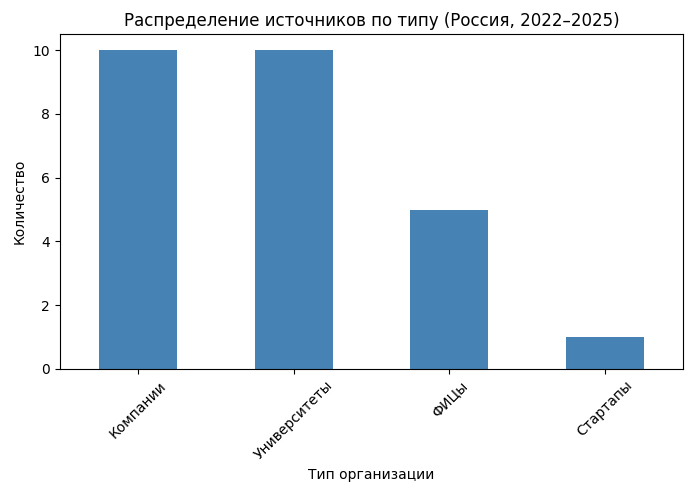 Распределение источников по типу (Россия, 2022–2025)
Количество
10
8
6
4
2
0
Компании
Университеты
ФИЦы
Стартапы
Тип организации